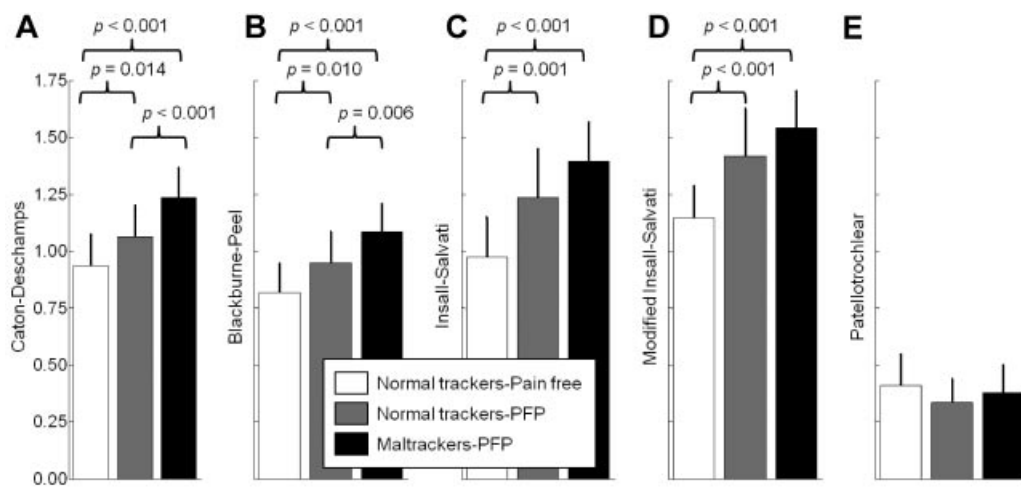 A
p < 0.001
p = 0.014
p < 0.001
B
p < 0.001
p = 0.010
p = 0.006
C
p < 0.001
p = 0.001
D
p < 0.001
p < 0.001
E
1.75
1.50
1.25
1.00
0.75
0.50
0.25
0.00
Caton-Deschamps
Blackburne-Peel
Insall-Salvati
Modified Insall-Salvati
Patellotrochlear
Normal trackers-Pain free
Normal trackers-PFP
Maltrackers-PFP